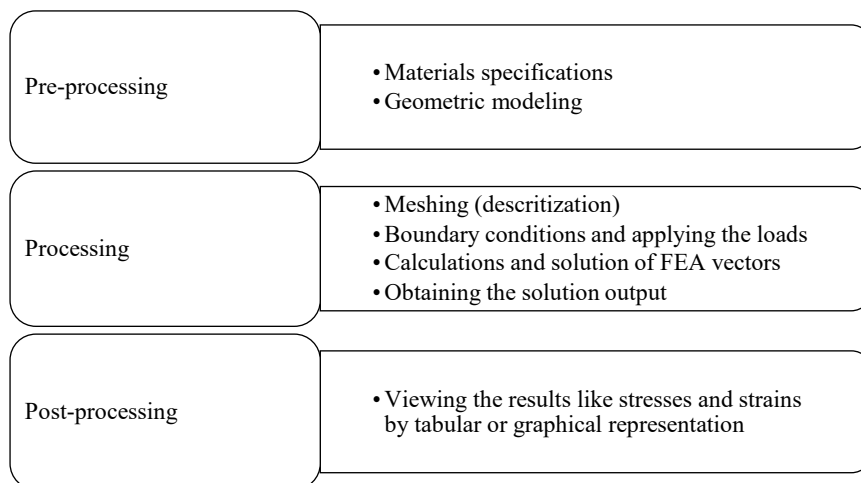 Pre-processing
• Materials specifications
• Geometric modeling
Processing
• Meshing (descritization)
• Boundary conditions and applying the loads
• Calculations and solution of FEA vectors
• Obtaining the solution output
Post-processing
• Viewing the results like stresses and strains
by tabular or graphical representation